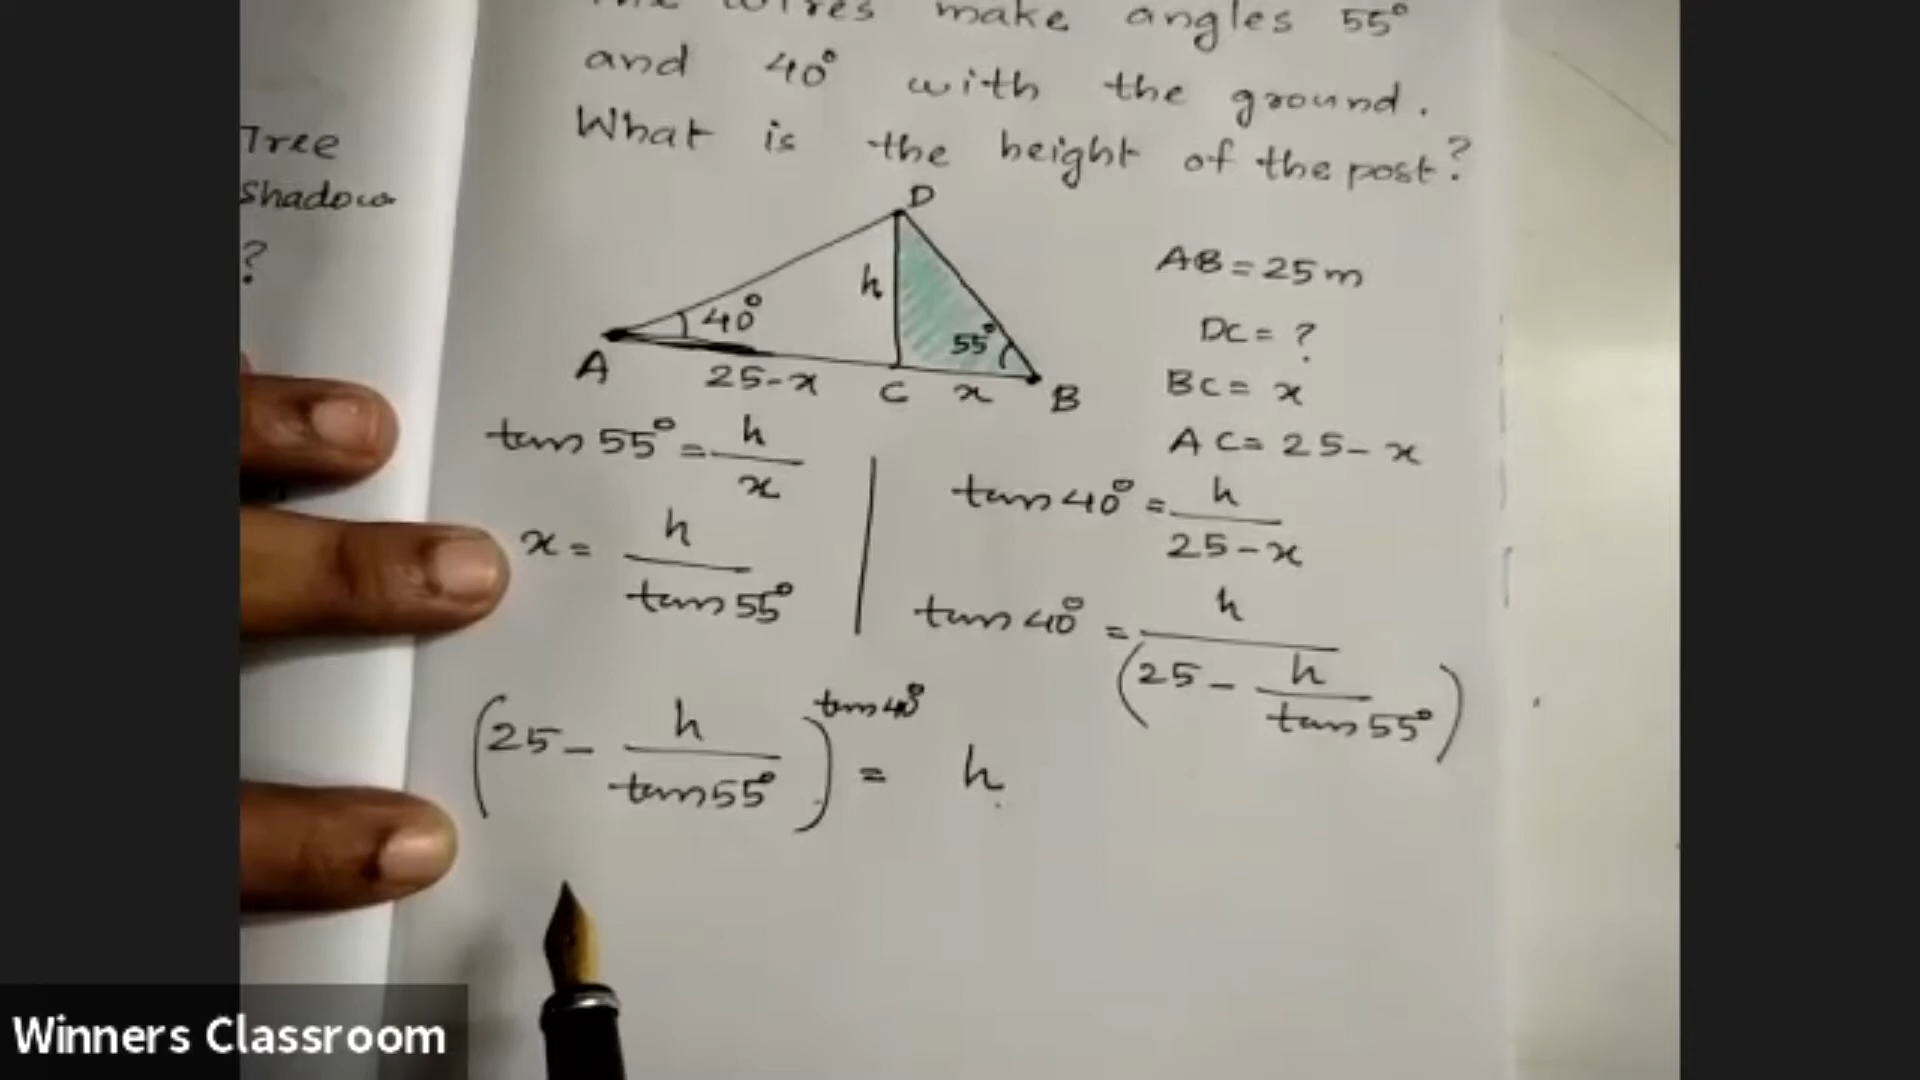 The wires make angles 55°
and 40° with the ground.
What is the height of the post?
Tree
Shadow
?
D
h
40°
55°
A
25-x
C
x
B
AB = 25m
DC = ?
BC = x
AC = 25-x
tan 55° = h/x
x = h/tan 55°
tan 40° = h/25-x
tan 40° = h/(25 - h/tan 55°)
(25 - h/tan 55°) tan 40° = h
Winners Classroom